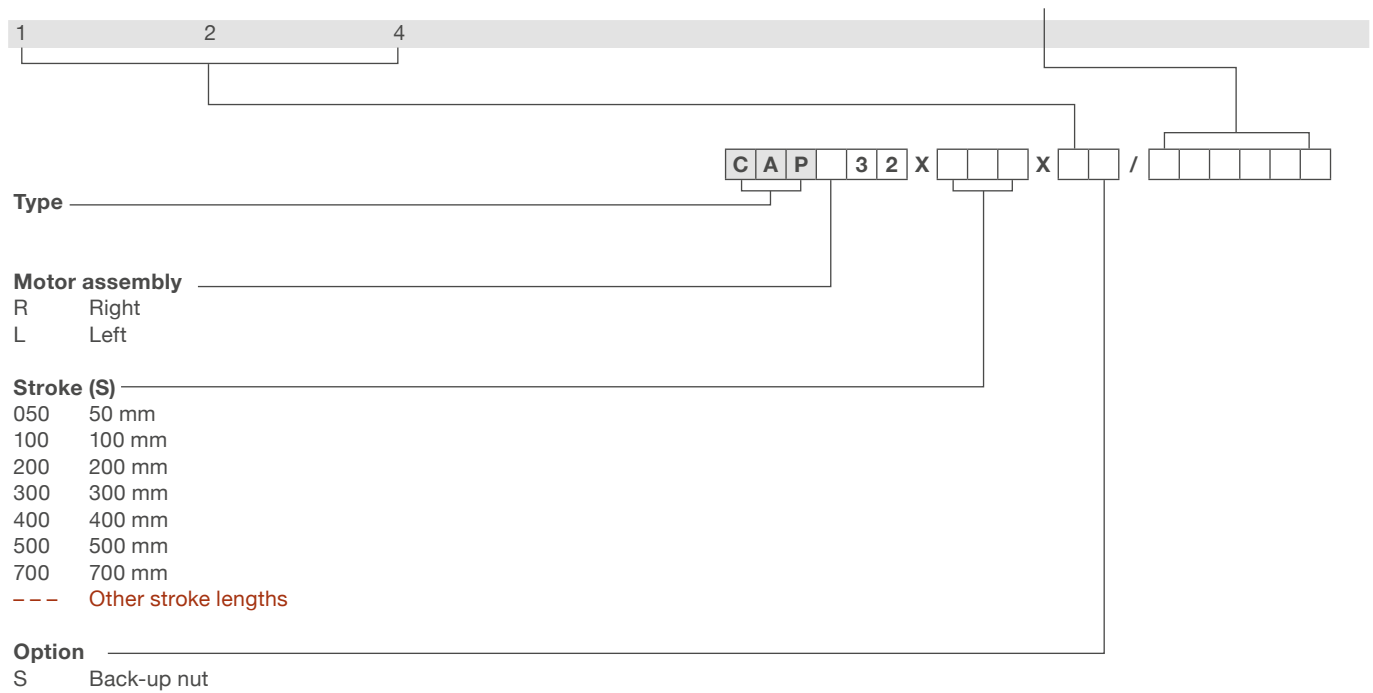 1 2 4
C A P 3 2 X X /
Type
Motor assembly
R Right
L Left
Stroke (S)
050 50 mm
100 100 mm
200 200 mm
300 300 mm
400 400 mm
500 500 mm
700 700 mm
– – – Other stroke lengths
Option
S Back-up nut